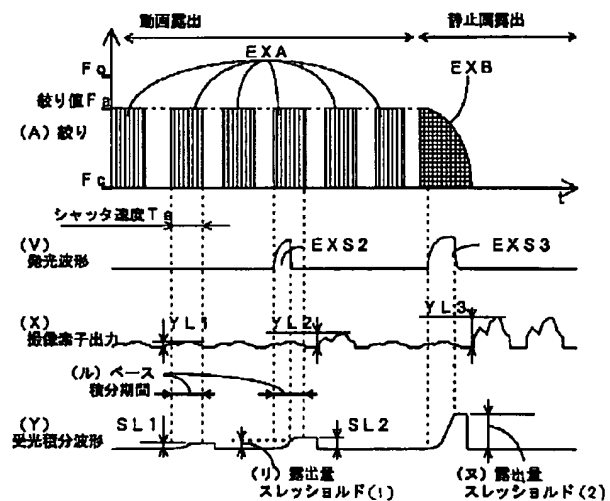 動画露出
静止画露出
EXA
EXB
Fo
絞り値Fa
(A) 絞り
Fc
t
シャッタ速度Ta
(V)
発光波形
EXS2
EXS3
(X)
撮像素子出力
YL1
YL2
YL3
(ル) ベース
積分期間
(Y)
受光積分波形
SL1
SL2
(リ) 露出量
スレッショルド(1)
(ヌ) 露出量
スレッショルド(2)